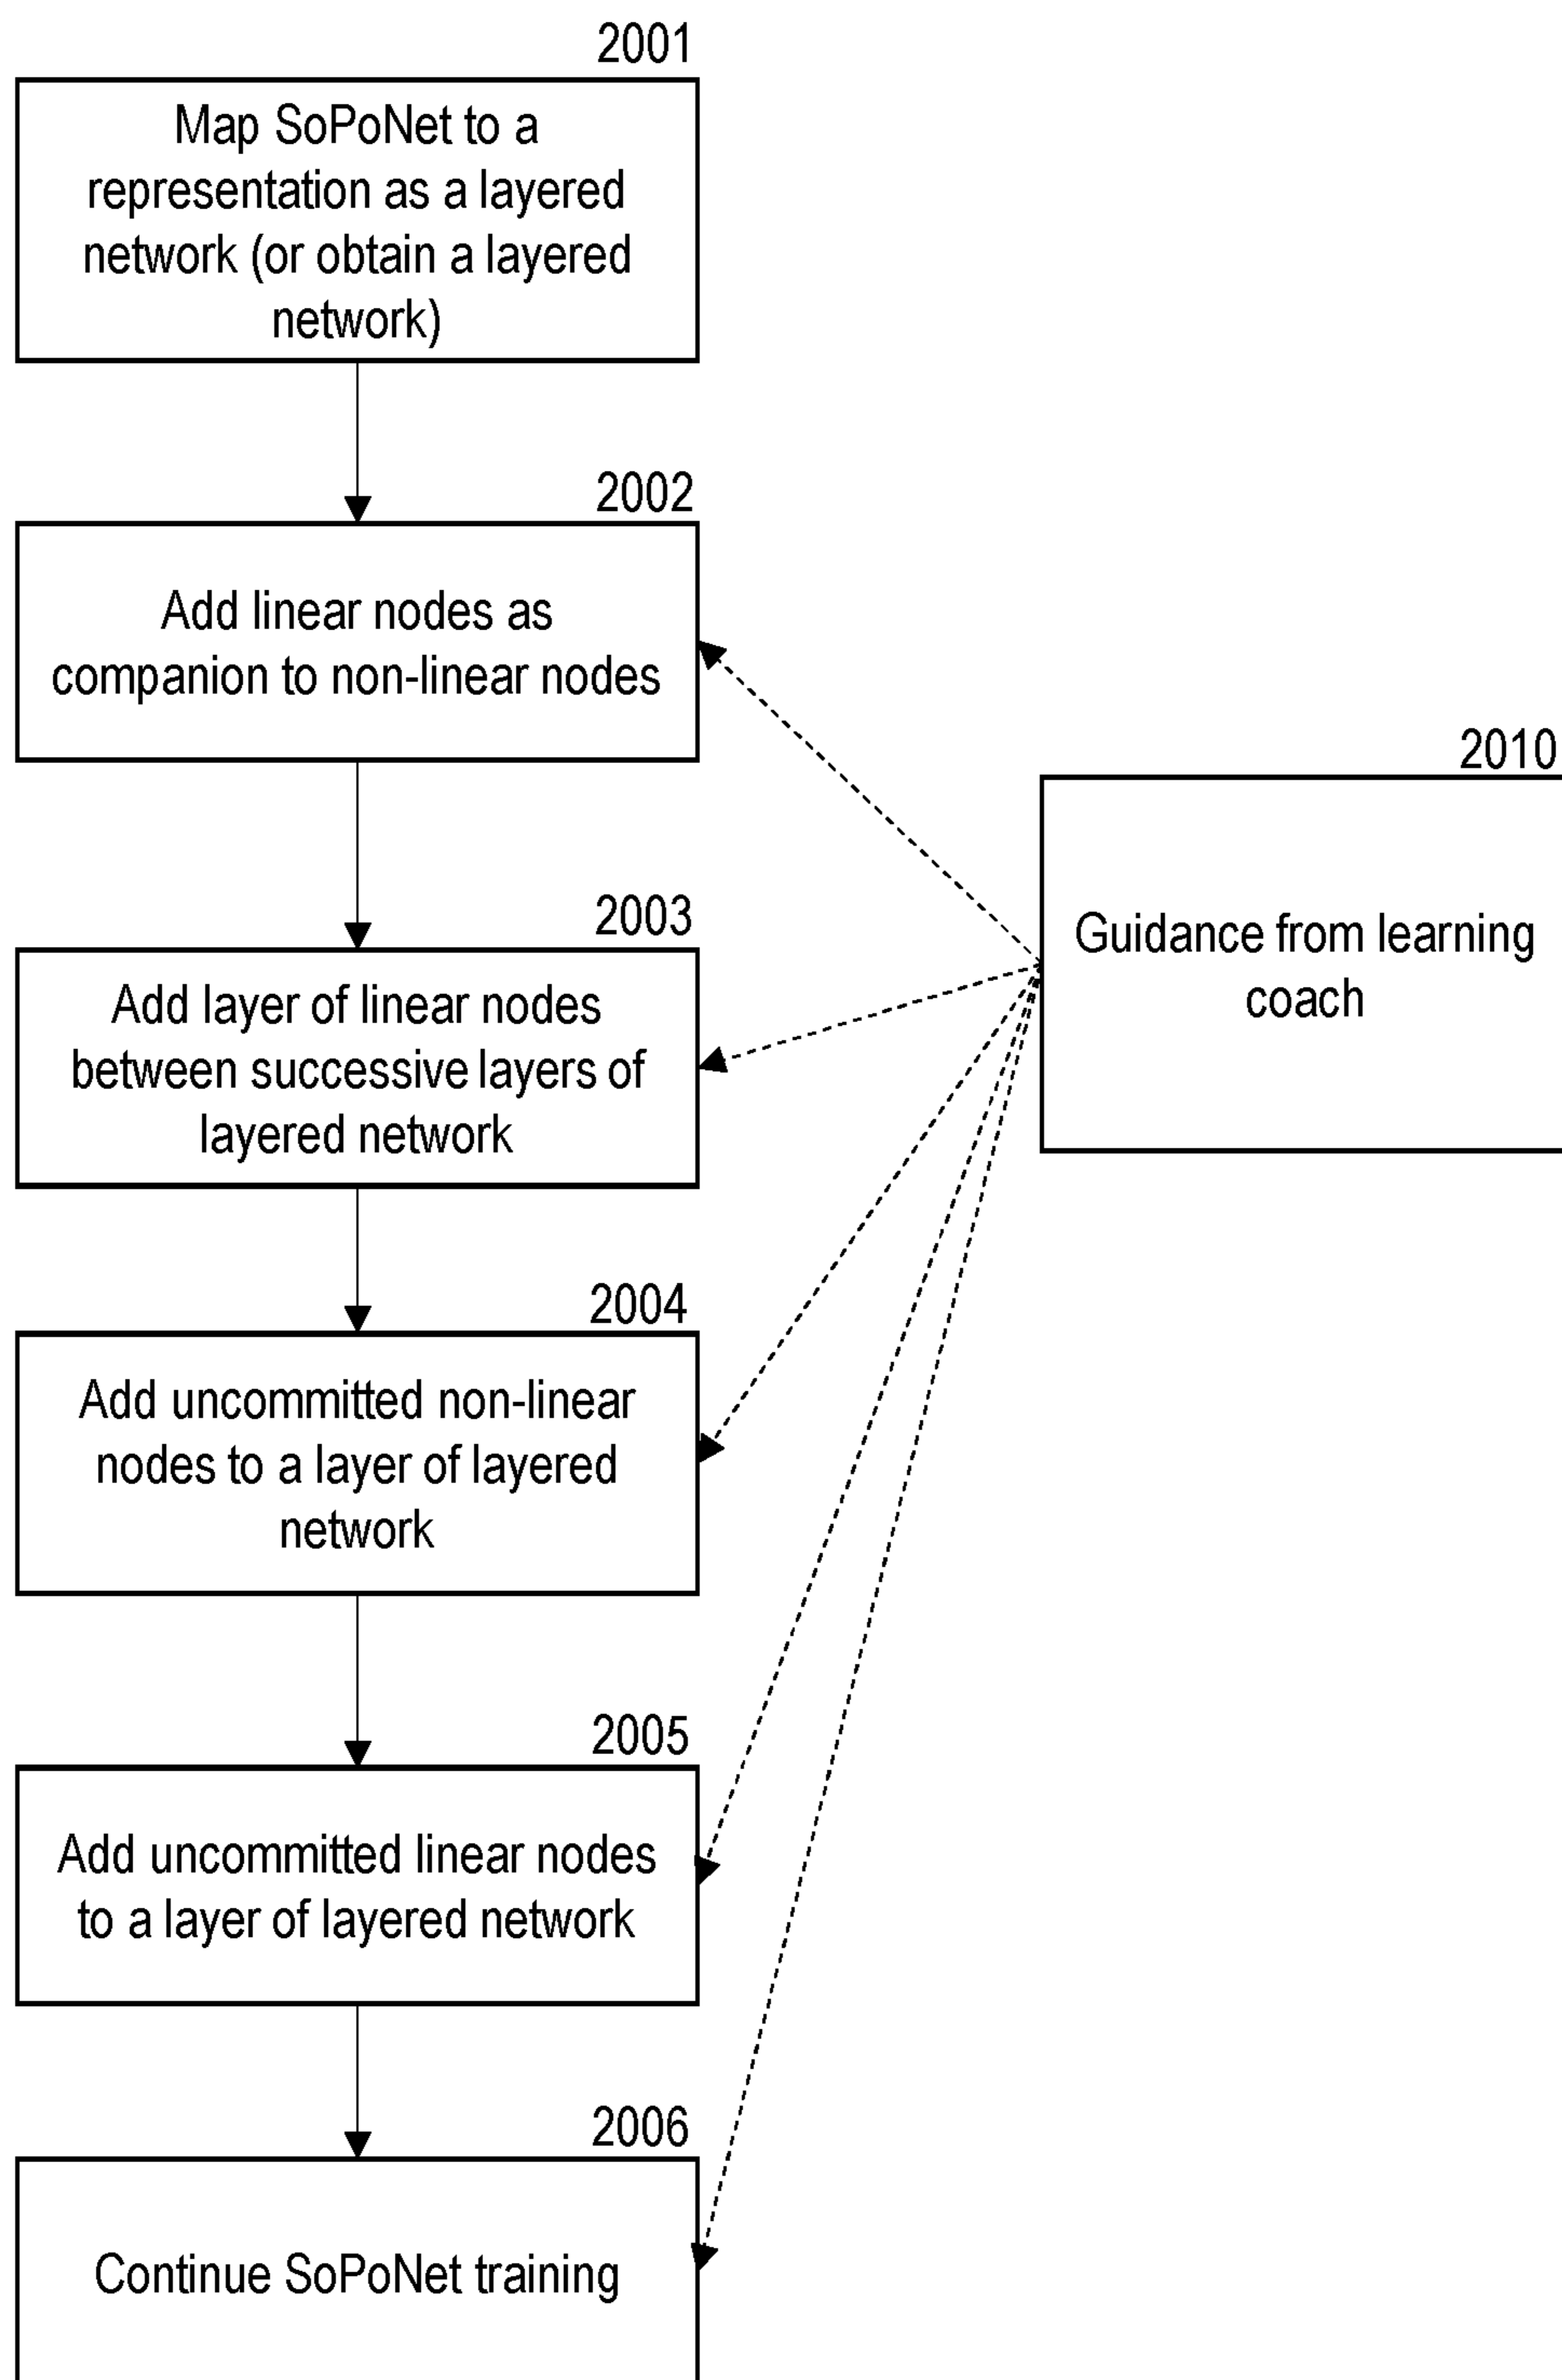 2001
Map SoPoNet to a
representation as a layered
network (or obtain a layered
network)
2002
Add linear nodes as
companion to non-linear nodes
2010
Guidance from learning
coach
2003
Add layer of linear nodes
between successive layers of
layered network
2004
Add uncommitted non-linear
nodes to a layer of layered
network
2005
Add uncommitted linear nodes
to a layer of layered network
2006
Continue SoPoNet training